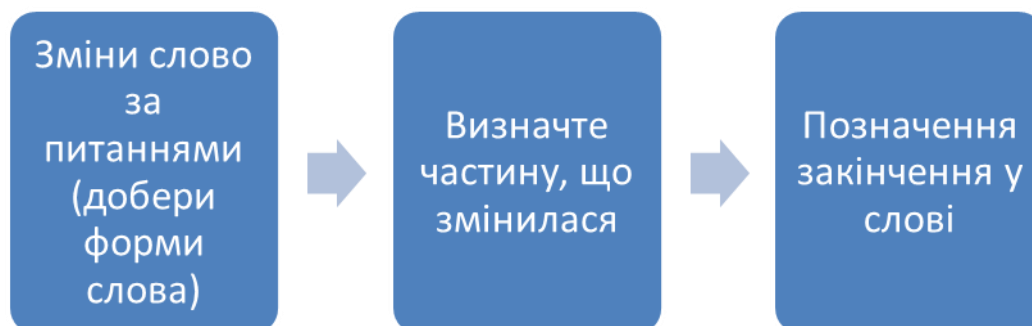 Зміни слово
за
питаннями
(добери
форми
слова)
Визначте
частину, що
змінилася
Позначення
закінчення у
слові